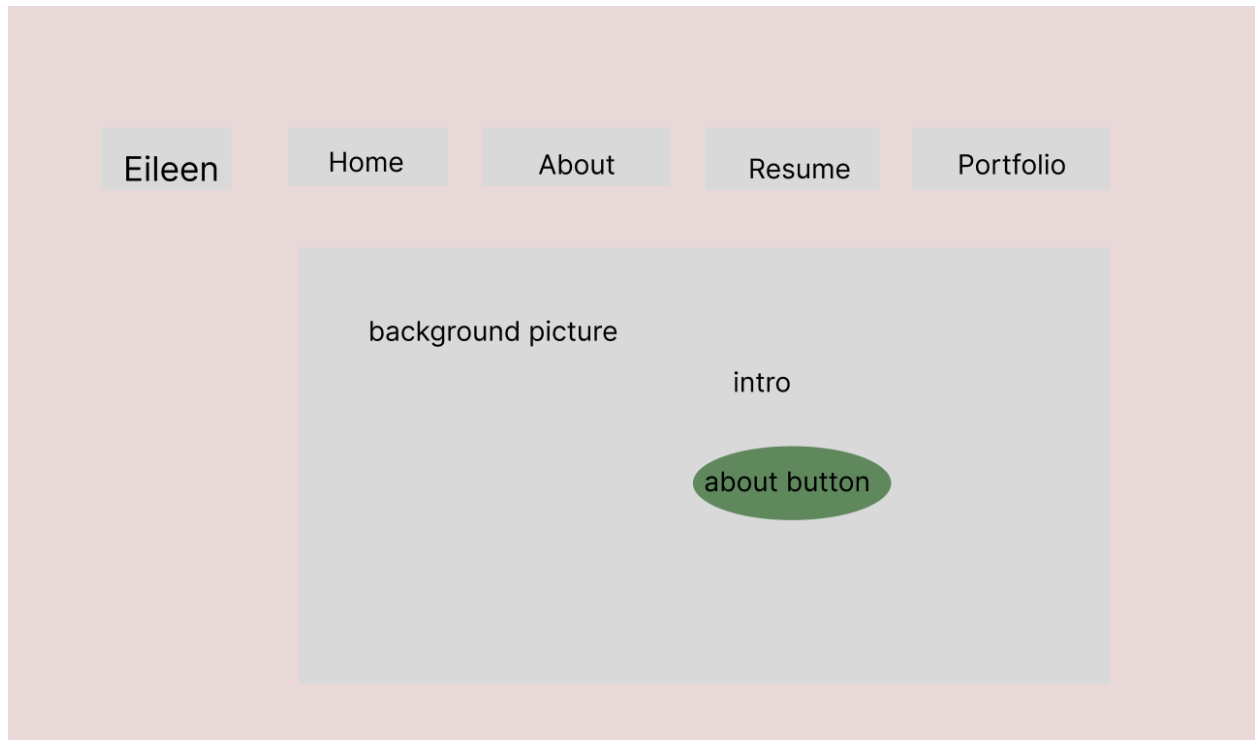 Eileen
Home
About
Resume
Portfolio
background picture
intro
about button